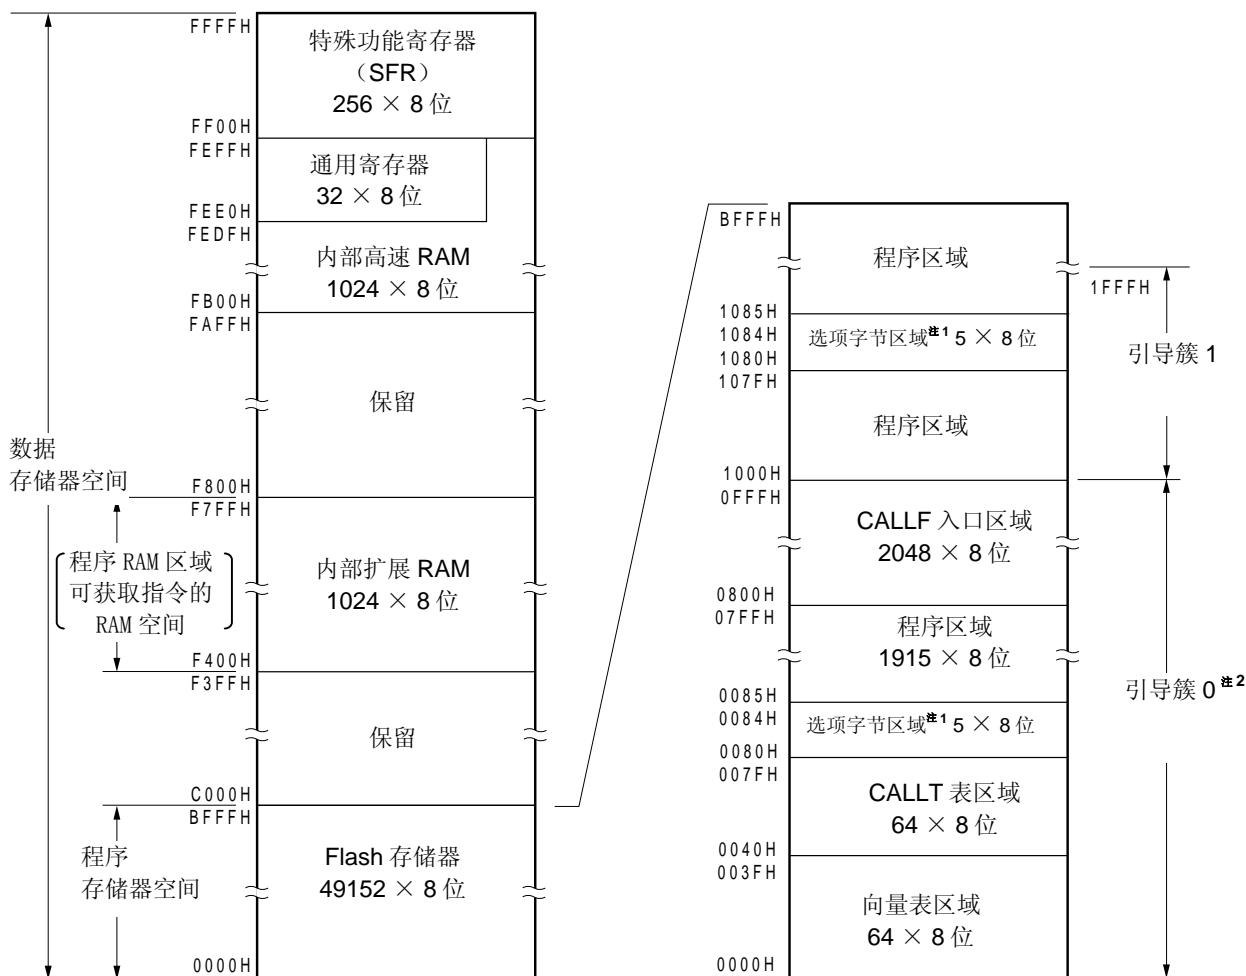 FFFFH
特殊功能寄存器
（SFR）
256 × 8 位
FF00H
FEFFH
通用寄存器
32 × 8 位
FEE0H
FEDFH
内部高速 RAM
1024 × 8 位
FB00H
FAFFH
保留
数据
存储器空间
F800H
F7FFH
程序 RAM 区域
可获取指令的
RAM 空间
内部扩展 RAM
1024 × 8 位
F400H
F3FFH
保留
C000H
BFFFH
程序
存储器空间
Flash 存储器
49152 × 8 位
0000H
BFFFH
程序区域
1FFFH
1085H
1084H
选项字节区域注1 5 × 8 位
1080H
107FH
引导簇 1
程序区域
1000H
0FFFH
CALLF 入口区域
2048 × 8 位
0800H
07FFH
程序区域
1915 × 8 位
引导簇 0注2
0085H
0084H
选项字节区域注1 5 × 8 位
0080H
007FH
CALLT 表区域
64 × 8 位
0040H
003FH
向量表区域
64 × 8 位
0000H